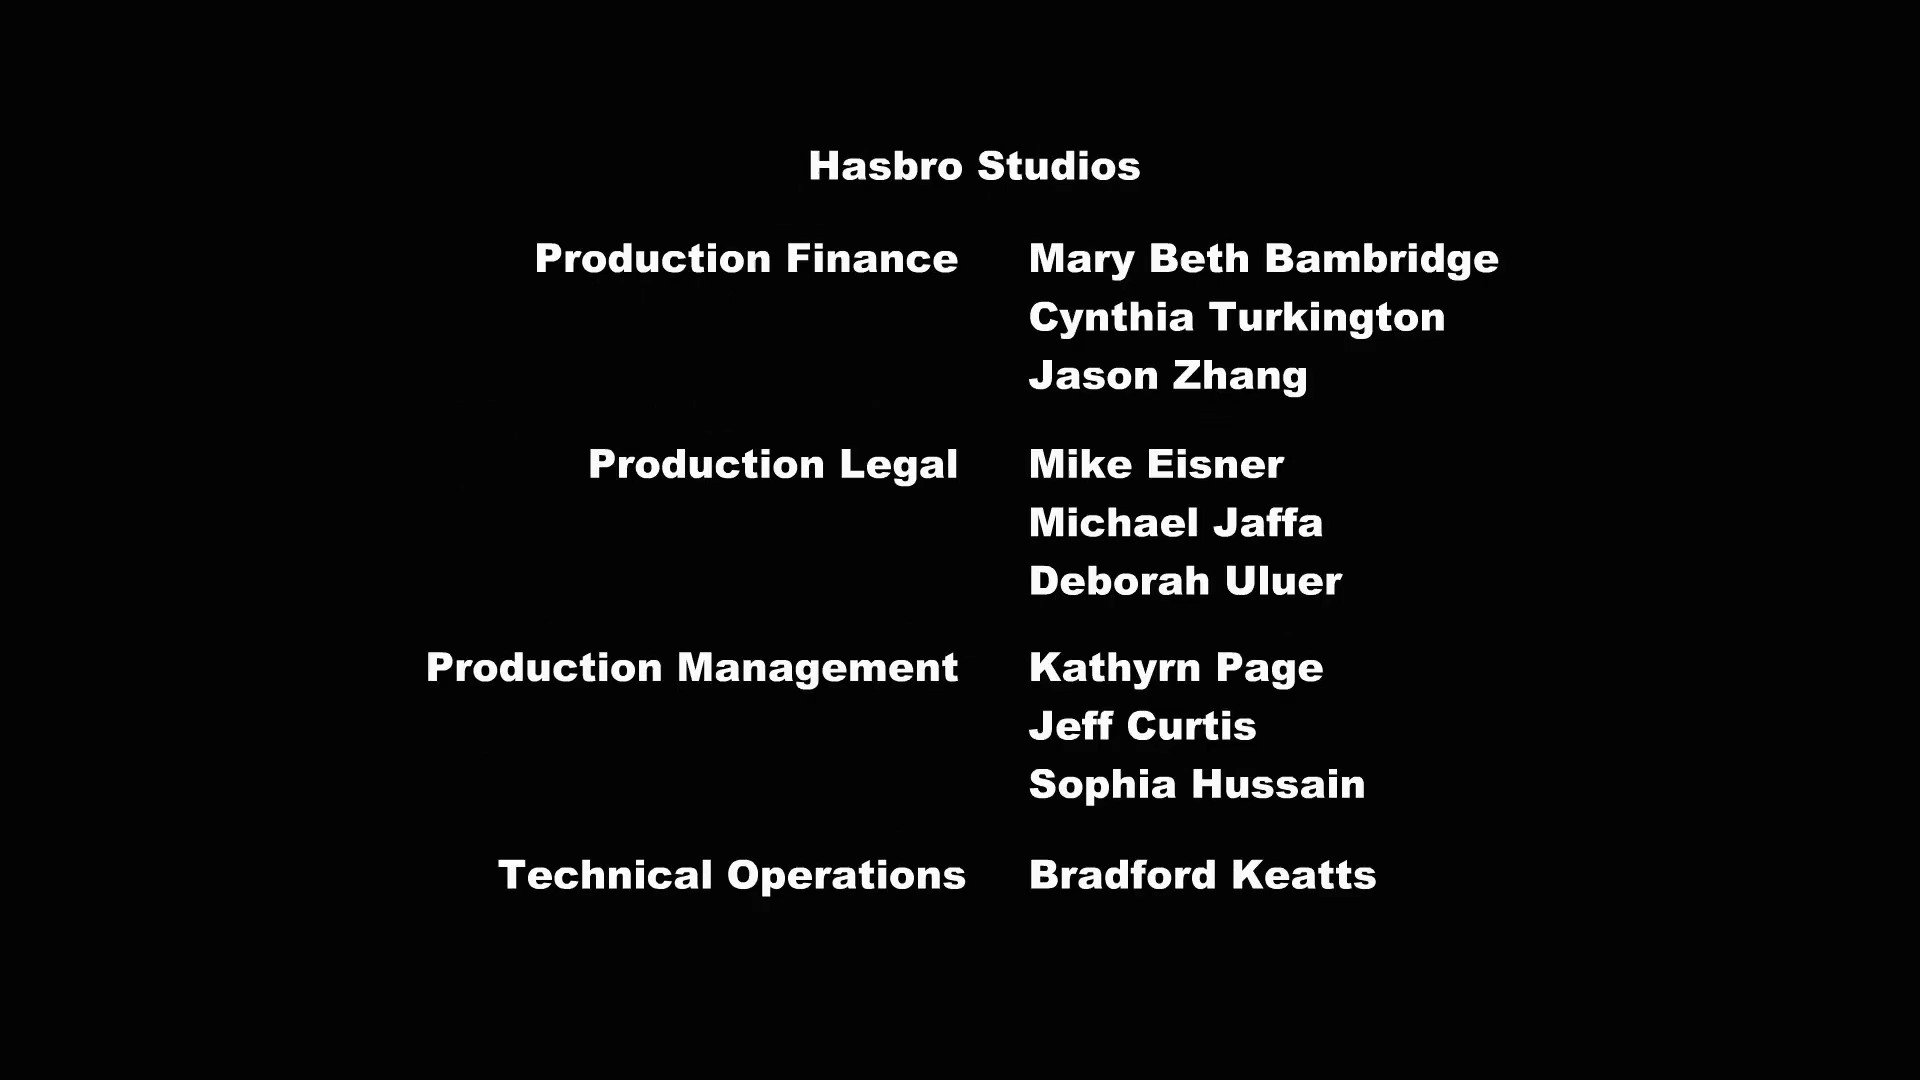 Hasbro Studios
Production Finance Mary Beth Bambridge
Cynthia Turkington
Jason Zhang
Production Legal Mike Eisner
Michael Jaffa
Deborah Uluer
Production Management Kathyrn Page
Jeff Curtis
Sophia Hussain
Technical Operations Bradford Keatts